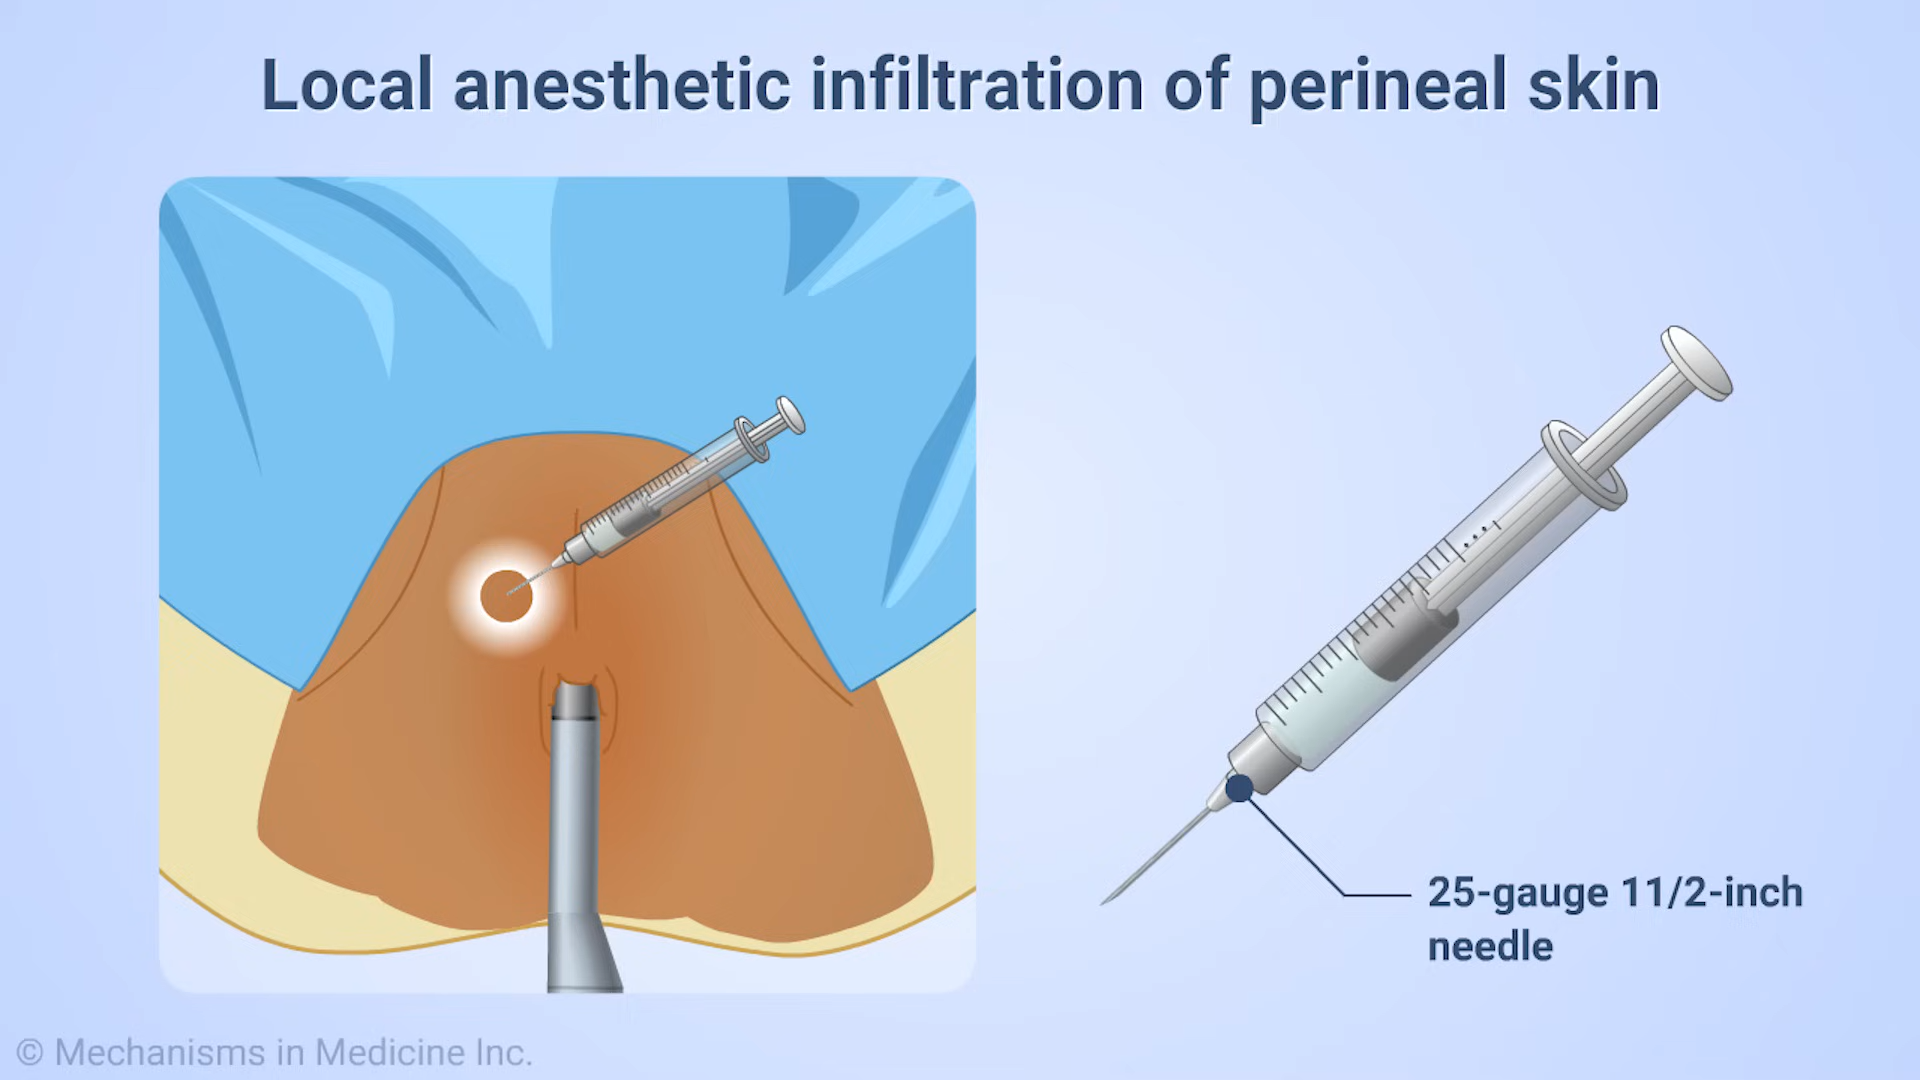 Local anesthetic infiltration of perineal skin
25-gauge 11/2-inch
needle
© Mechanisms in Medicine Inc.